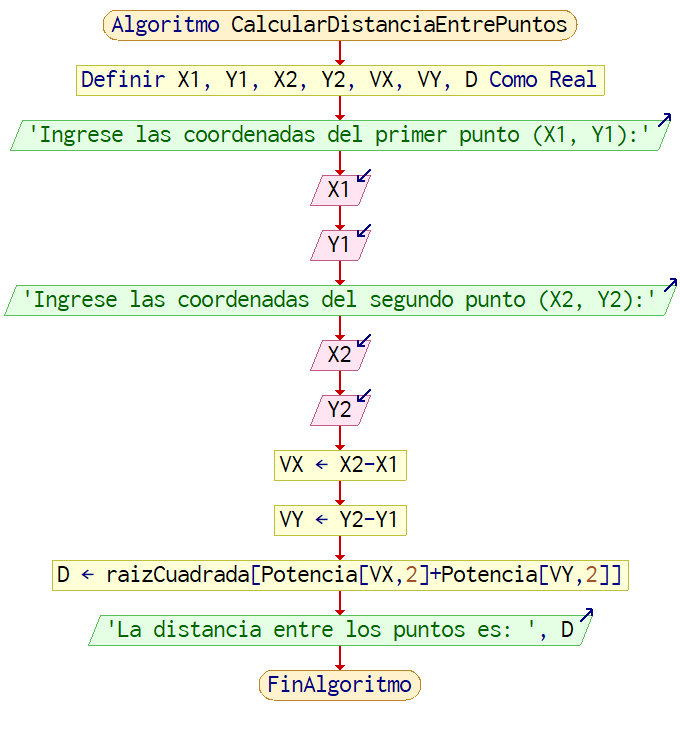 Algoritmo CalcularDistanciaEntrePuntos
Definir X1, Y1, X2, Y2, VX, VY, D Como Real
'Ingrese las coordenadas del primer punto (X1, Y1):'
X1
Y1
'Ingrese las coordenadas del segundo punto (X2, Y2):'
X2
Y2
VX ← X2-X1
VY ← Y2-Y1
D ← raizCuadrada[Potencia[VX,2]+Potencia[VY,2]]
'La distancia entre los puntos es: ', D
FinAlgoritmo